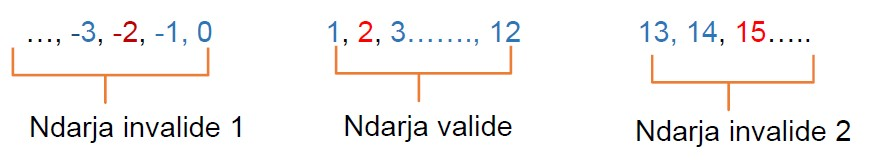 ..., -3, -2, -1, 0 1, 2, 3......., 12 13, 14, 15.....
Ndarja invalide 1 Ndarja valide Ndarja invalide 2